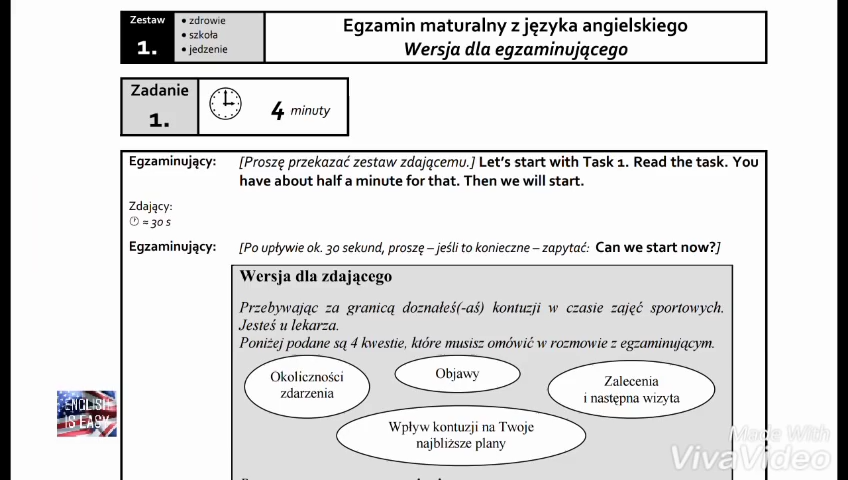 Zestaw
1.
• zdrowie
• szkoła
• jedzenie
Egzamin maturalny z języka angielskiego
Wersja dla egzaminującego
Zadanie
1.
4 minuty
Egzaminujący: [Proszę przekazać zestaw zdającemu.] Let's start with Task 1. Read the task. You
have about half a minute for that. Then we will start.
Zdający:
= 30 s
Egzaminujący: [Po upływie ok. 30 sekund, proszę – jeśli to konieczne – zapytać: Can we start now?]
Wersja dla zdającego
Przebywając za granicą doznałeś(-aś) kontuzji w czasie zajęć sportowych.
Jesteś u lekarza.
Poniżej podane są 4 kwestie, które musisz omówić w rozmowie z egzaminującym.
Okoliczności
zdarzenia
Objawy
Zalecenia
i następna wizyta
Wpływ kontuzji na Twoje
najbliższe plany
ENGLISH
IS EASY
Made With
VivaVideo